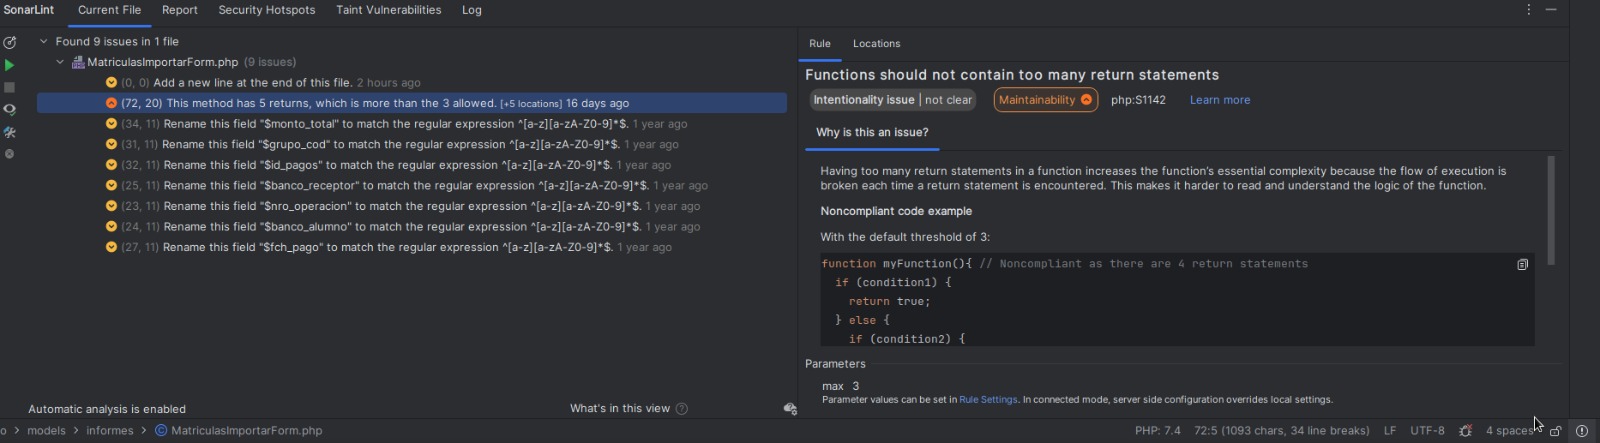 SonarLint Current File Report Security Hotspots Taint Vulnerabilities Log
Found 9 issues in 1 file
MatriculasImportarForm.php (9 issues)
(0, 0) Add a new line at the end of this file. 2 hours ago
(72, 20) This method has 5 returns, which is more than the 3 allowed. [+5 locations] 16 days ago
(34, 11) Rename this field "$monto_total" to match the regular expression ^[a-z][a-zA-Z0-9]*$. 1 year ago
(31, 11) Rename this field "$grupo_cod" to match the regular expression ^[a-z][a-zA-Z0-9]*$. 1 year ago
(32, 11) Rename this field "$id_pagos" to match the regular expression ^[a-z][a-zA-Z0-9]*$. 1 year ago
(25, 11) Rename this field "$banco_receptor" to match the regular expression ^[a-z][a-zA-Z0-9]*$. 1 year ago
(23, 11) Rename this field "$nro_operacion" to match the regular expression ^[a-z][a-zA-Z0-9]*$. 1 year ago
(24, 11) Rename this field "$banco_alumno" to match the regular expression ^[a-z][a-zA-Z0-9]*$. 1 year ago
(27, 11) Rename this field "$fch_pago" to match the regular expression ^[a-z][a-zA-Z0-9]*$. 1 year ago
Automatic analysis is enabled What's in this view
Rule Locations
Functions should not contain too many return statements
Intentionality issue | not clear Maintainability php:S1142 Learn more
Why is this an issue?
Having too many return statements in a function increases the function's essential complexity because the flow of execution is
broken each time a return statement is encountered. This makes it harder to read and understand the logic of the function.
Noncompliant code example
With the default threshold of 3:
function myFunction(){ // Noncompliant as there are 4 return statements
if (condition1) {
return true;
} else {
if (condition2) {
Parameters
max 3
Parameter values can be set in Rule Settings. In connected mode, server side configuration overrides local settings.
o > models > informes > MatriculasImportarForm.php PHP: 7.4 72:5 (1093 chars, 34 line breaks) LF UTF-8 4 spaces